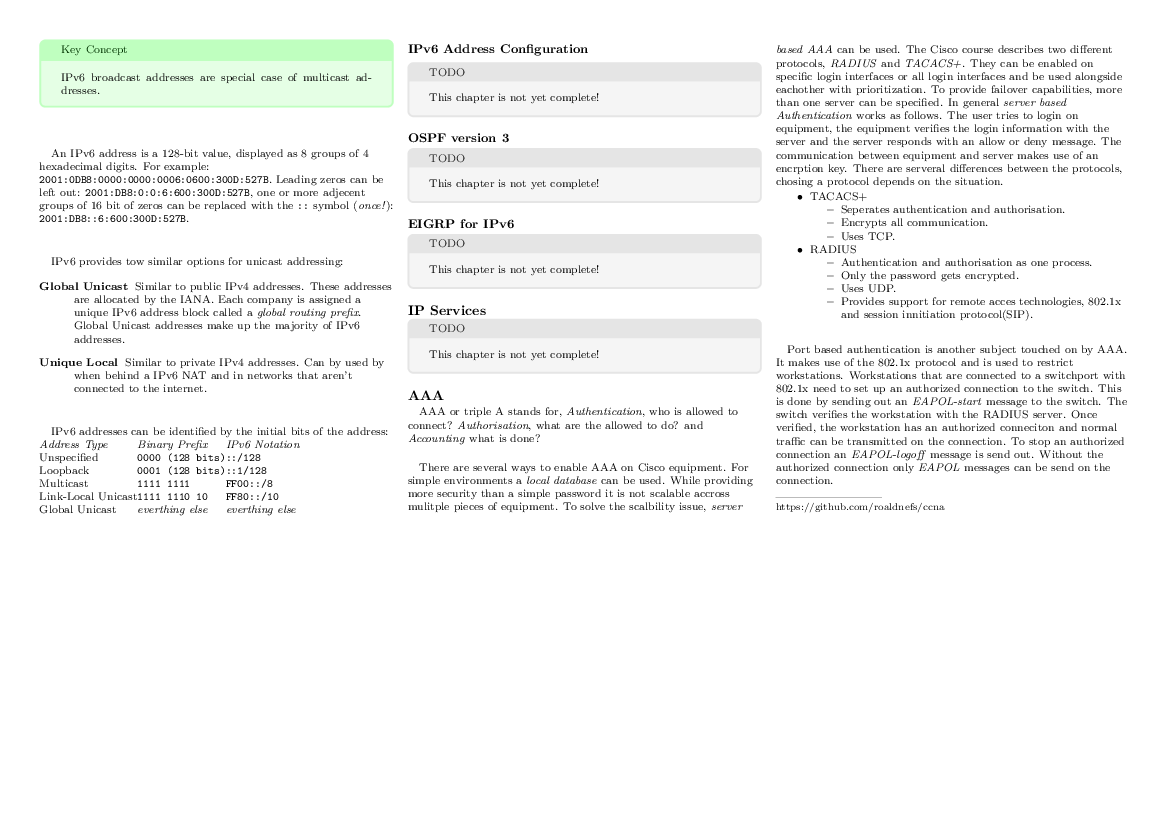 Key Concept
IPv6 broadcast addresses are special case of multicast ad-
dresses.
An IPv6 address is a 128-bit value, displayed as 8 groups of 4
hexadecimal digits. For example:
2001:0DB8:0000:0000:0006:0600:300D:527B. Leading zeros can be
left out: 2001:DB8:0:0:6:600:300D:527B, one or more adjecent
groups of 16 bit of zeros can be replaced with the :: symbol (once!):
2001:DB8::6:600:300D:527B.
IPv6 provides tow similar options for unicast addressing:
Global Unicast Similar to public IPv4 addresses. These addresses
are allocated by the IANA. Each company is assigned a
unique IPv6 address block called a global routing prefix.
Global Unicast addresses make up the majority of IPv6
addresses.
Unique Local Similar to private IPv4 addresses. Can by used by
when behind a IPv6 NAT and in networks that aren't
connected to the internet.
IPv6 addresses can be identified by the initial bits of the address:
Address Type Binary Prefix IPv6 Notation
Unspecified 0000 (128 bits) ::/128
Loopback 0001 (128 bits) ::1/128
Multicast 1111 1111 FF00::/8
Link-Local Unicast 1111 1110 10 FF80::/10
Global Unicast everthing else everthing else
IPv6 Address Configuration
TODO
This chapter is not yet complete!
OSPF version 3
TODO
This chapter is not yet complete!
EIGRP for IPv6
TODO
This chapter is not yet complete!
IP Services
TODO
This chapter is not yet complete!
AAA
AAA or triple A stands for, Authentication, who is allowed to
connect? Authorisation, what are the allowed to do? and
Accounting what is done?
There are several ways to enable AAA on Cisco equipment. For
simple environments a local database can be used. While providing
more security than a simple password it is not scalable accross
mulitple pieces of equipment. To solve the scalbility issue, server
based AAA can be used. The Cisco course describes two different
protocols, RADIUS and TACACS+. They can be enabled on
specific login interfaces or all login interfaces and be used alongside
eachother with prioritization. To provide failover capabilities, more
than one server can be specified. In general server based
Authentication works as follows. The user tries to login on
equipment, the equipment verifies the login information with the
server and the server responds with an allow or deny message. The
communication between equipment and server makes use of an
encrption key. There are serveral differences between the protocols,
chosing a protocol depends on the situation.
• TACACS+
– Seperates authentication and authorisation.
– Encrypts all communication.
– Uses TCP.
• RADIUS
– Authentication and authorisation as one process.
– Only the password gets encrypted.
– Uses UDP.
– Provides support for remote acces technologies, 802.1x
and session innitiation protocol(SIP).
Port based authentication is another subject touched on by AAA.
It makes use of the 802.1x protocol and is used to restrict
workstations. Workstations that are connected to a switchport with
802.1x need to set up an authorized connection to the switch. This
is done by sending out an EAPOL-start message to the switch. The
switch verifies the workstation with the RADIUS server. Once
verified, the workstation has an authorized conneciton and normal
traffic can be transmitted on the connection. To stop an authorized
connection an EAPOL-logoff message is send out. Without the
authorized connection only EAPOL messages can be send on the
connection.
https://github.com/roaldnefs/ccna